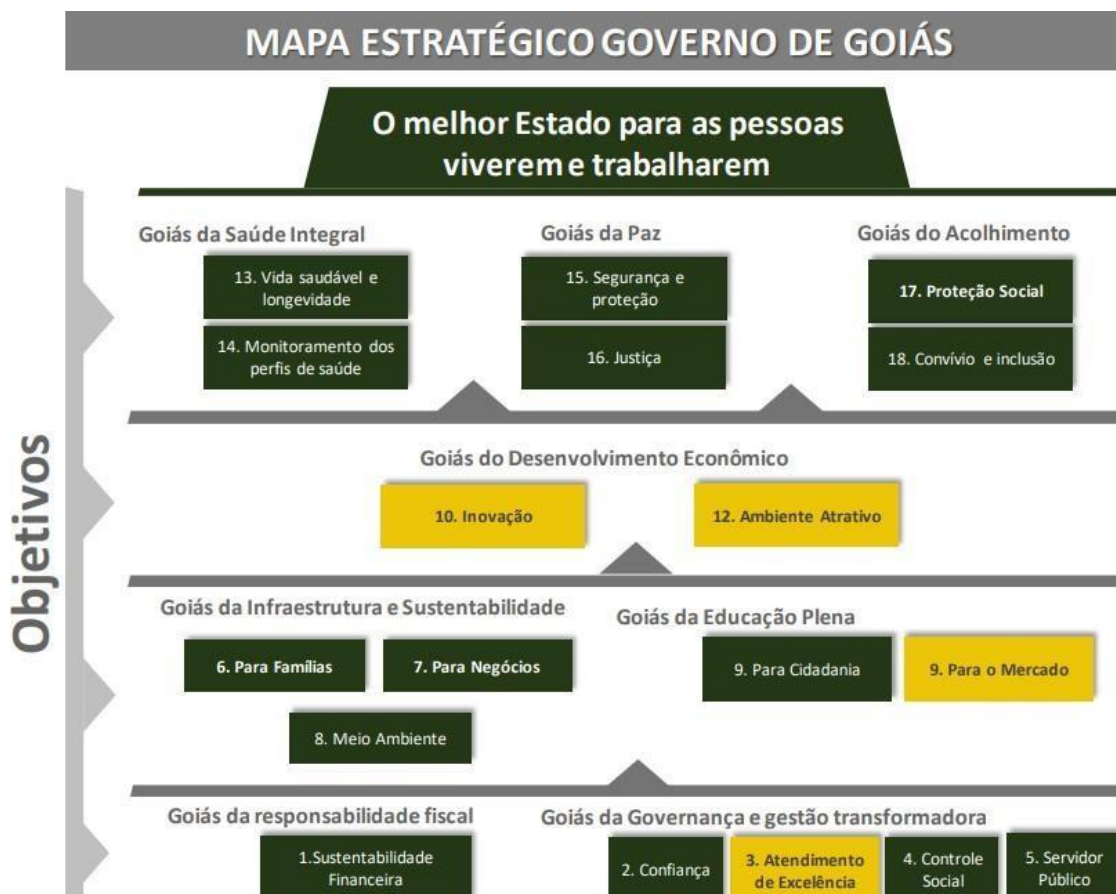 MAPA ESTRATÉGICO GOVERNO DE GOIÁS
O melhor Estado para as pessoas
viverem e trabalharem
Objetivos
Goiás da Saúde Integral
13. Vida saudável e
longevidade
14. Monitoramento dos
perfis de saúde
Goiás da Paz
15. Segurança e
proteção
16. Justiça
Goiás do Acolhimento
17. Proteção Social
18. Convívio e inclusão
Goiás do Desenvolvimento Econômico
10. Inovação
12. Ambiente Atrativo
Goiás da Infraestrutura e Sustentabilidade
6. Para Famílias
7. Para Negócios
8. Meio Ambiente
Goiás da Educação Plena
9. Para Cidadania
9. Para o Mercado
Goiás da responsabilidade fiscal
1.Sustentabilidade
Financeira
Goiás da Governança e gestão transformadora
2. Confiança
3. Atendimento
de Excelência
4. Controle
Social
5. Servidor
Público